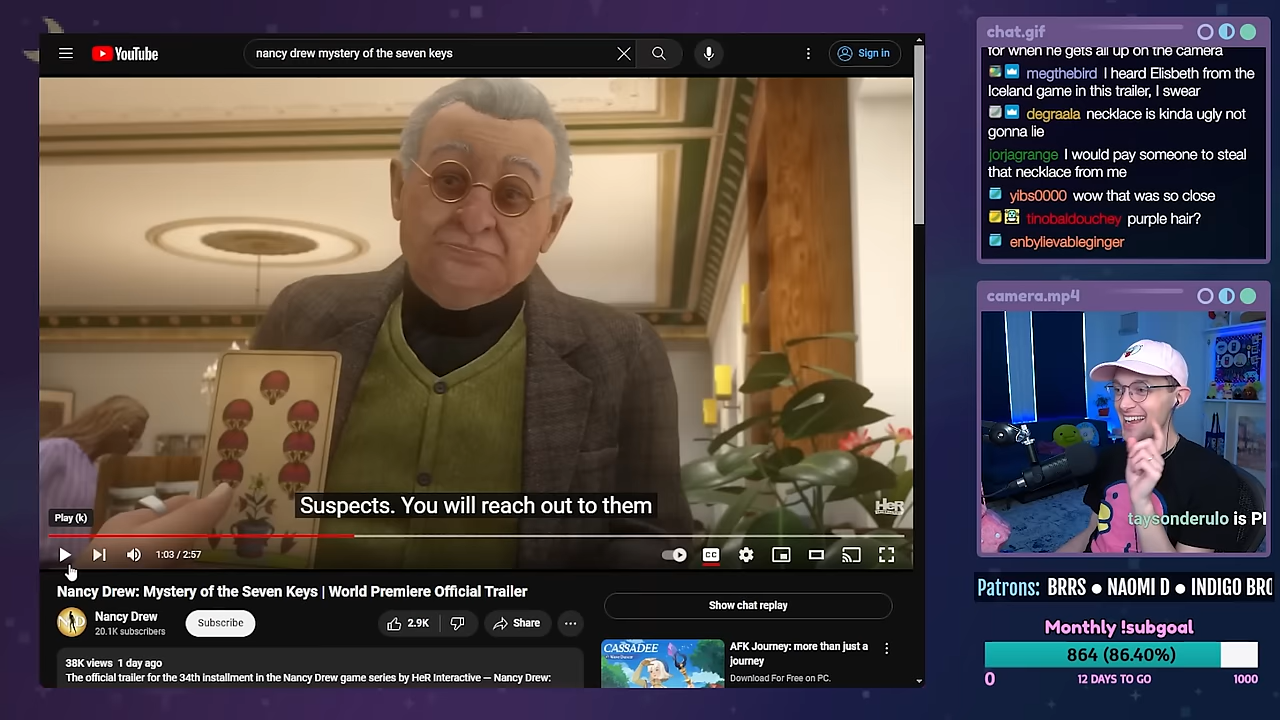 YouTube
nancy drew mystery of the seven keys
Sign in
Suspects. You will reach out to them
HeR
Play (k)
1:03 / 2:57
CC
Nancy Drew: Mystery of the Seven Keys | World Premiere Official Trailer
Nancy Drew
20.1K subscribers
Subscribe
2.9K
Share
38K views 1 day ago
The official trailer for the 34th installment in the Nancy Drew game series by HeR Interactive — Nancy Drew:
Show chat replay
CASSADEE
AFK Journey: more than just a
journey
Download For Free on PC.
chat.gif
for when he gets all up on the camera
megthebird I heard Elisbeth from the
Iceland game in this trailer, I swear
degraala necklace is kinda ugly not
gonna lie
jorjagrange I would pay someone to steal
that necklace from me
yibs0000 wow that was so close
tinobaldouchey purple hair?
enbylievableginger
camera.mp4
taysonderulo is Pl
Patrons: BRRS ● NAOMI D ● INDIGO BRO
Monthly !subgoal
864 (86.40%)
0
12 DAYS TO GO
1000